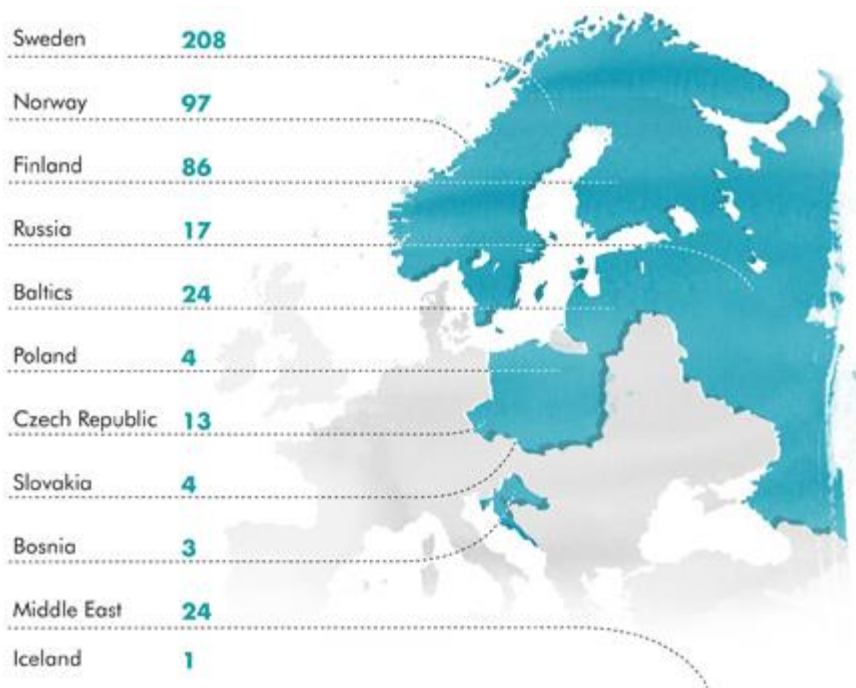 Sweden 208
Norway 97
Finland 86
Russia 17
Baltics 24
Poland 4
Czech Republic 13
Slovakia 4
Bosnia 3
Middle East 24
Iceland 1